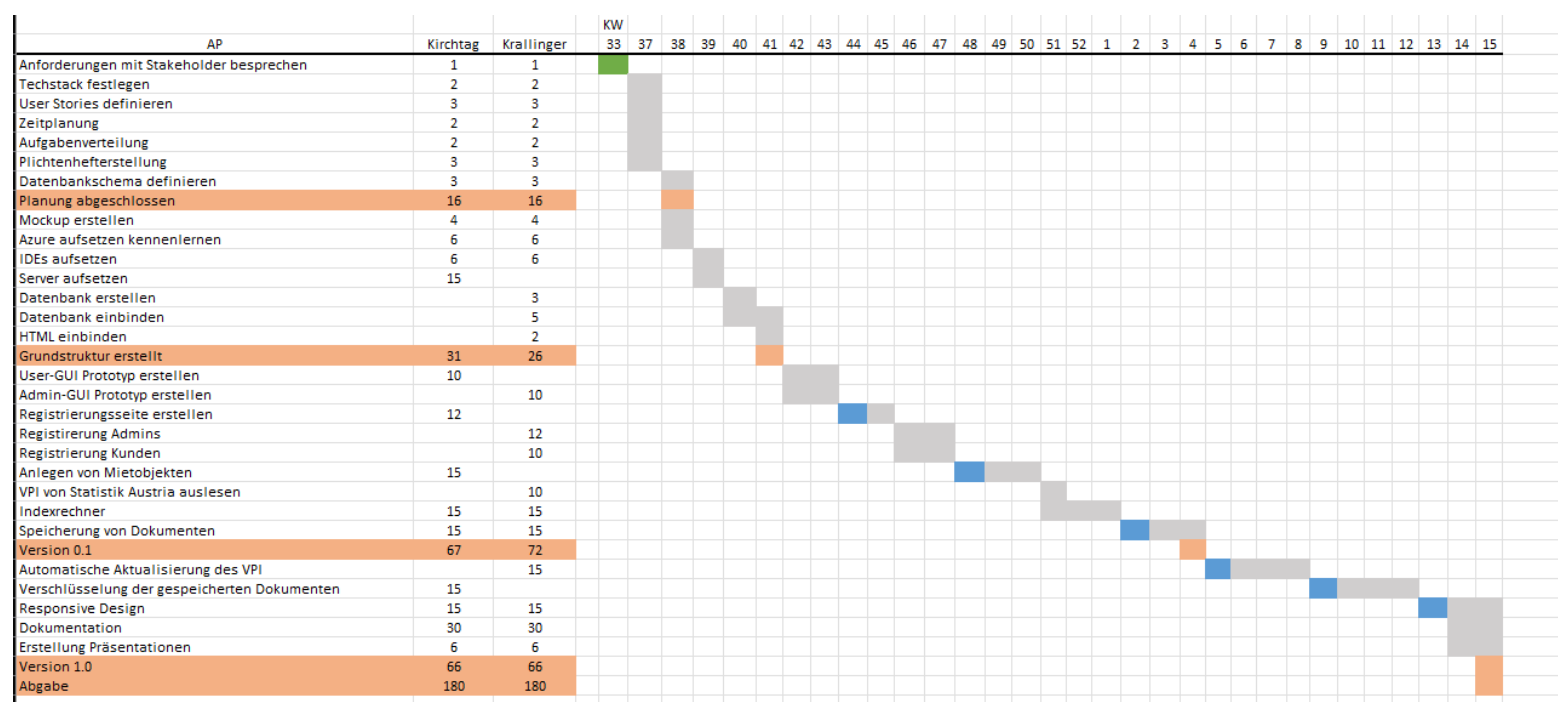 KW
AP Kirchtag Krallinger 33 37 38 39 40 41 42 43 44 45 46 47 48 49 50 51 52 1 2 3 4 5 6 7 8 9 10 11 12 13 14 15
Anforderungen mit Stakeholder besprechen 1 1
Techstack festlegen 2 2
User Stories definieren 3 3
Zeitplanung 2 2
Aufgabenverteilung 2 2
Plichtenhefterstellung 3 3
Datenbankschema definieren 3 3
Planung abgeschlossen 16 16
Mockup erstellen 4 4
Azure aufsetzen kennenlernen 6 6
IDEs aufsetzen 6 6
Server aufsetzen 15
Datenbank erstellen 3
Datenbank einbinden 5
HTML einbinden 2
Grundstruktur erstellt 31 26
User-GUI Prototyp erstellen 10
Admin-GUI Prototyp erstellen 10
Registrierungsseite erstellen 12
Registirerung Admins 12
Registrierung Kunden 10
Anlegen von Mietobjekten 15
VPI von Statistik Austria auslesen 10
Indexrechner 15 15
Speicherung von Dokumenten 15 15
Version 0.1 67 72
Automatische Aktualisierung des VPI 15
Verschlüsselung der gespeicherten Dokumenten 15
Responsive Design 15 15
Dokumentation 30 30
Erstellung Präsentationen 6 6
Version 1.0 66 66
Abgabe 180 180